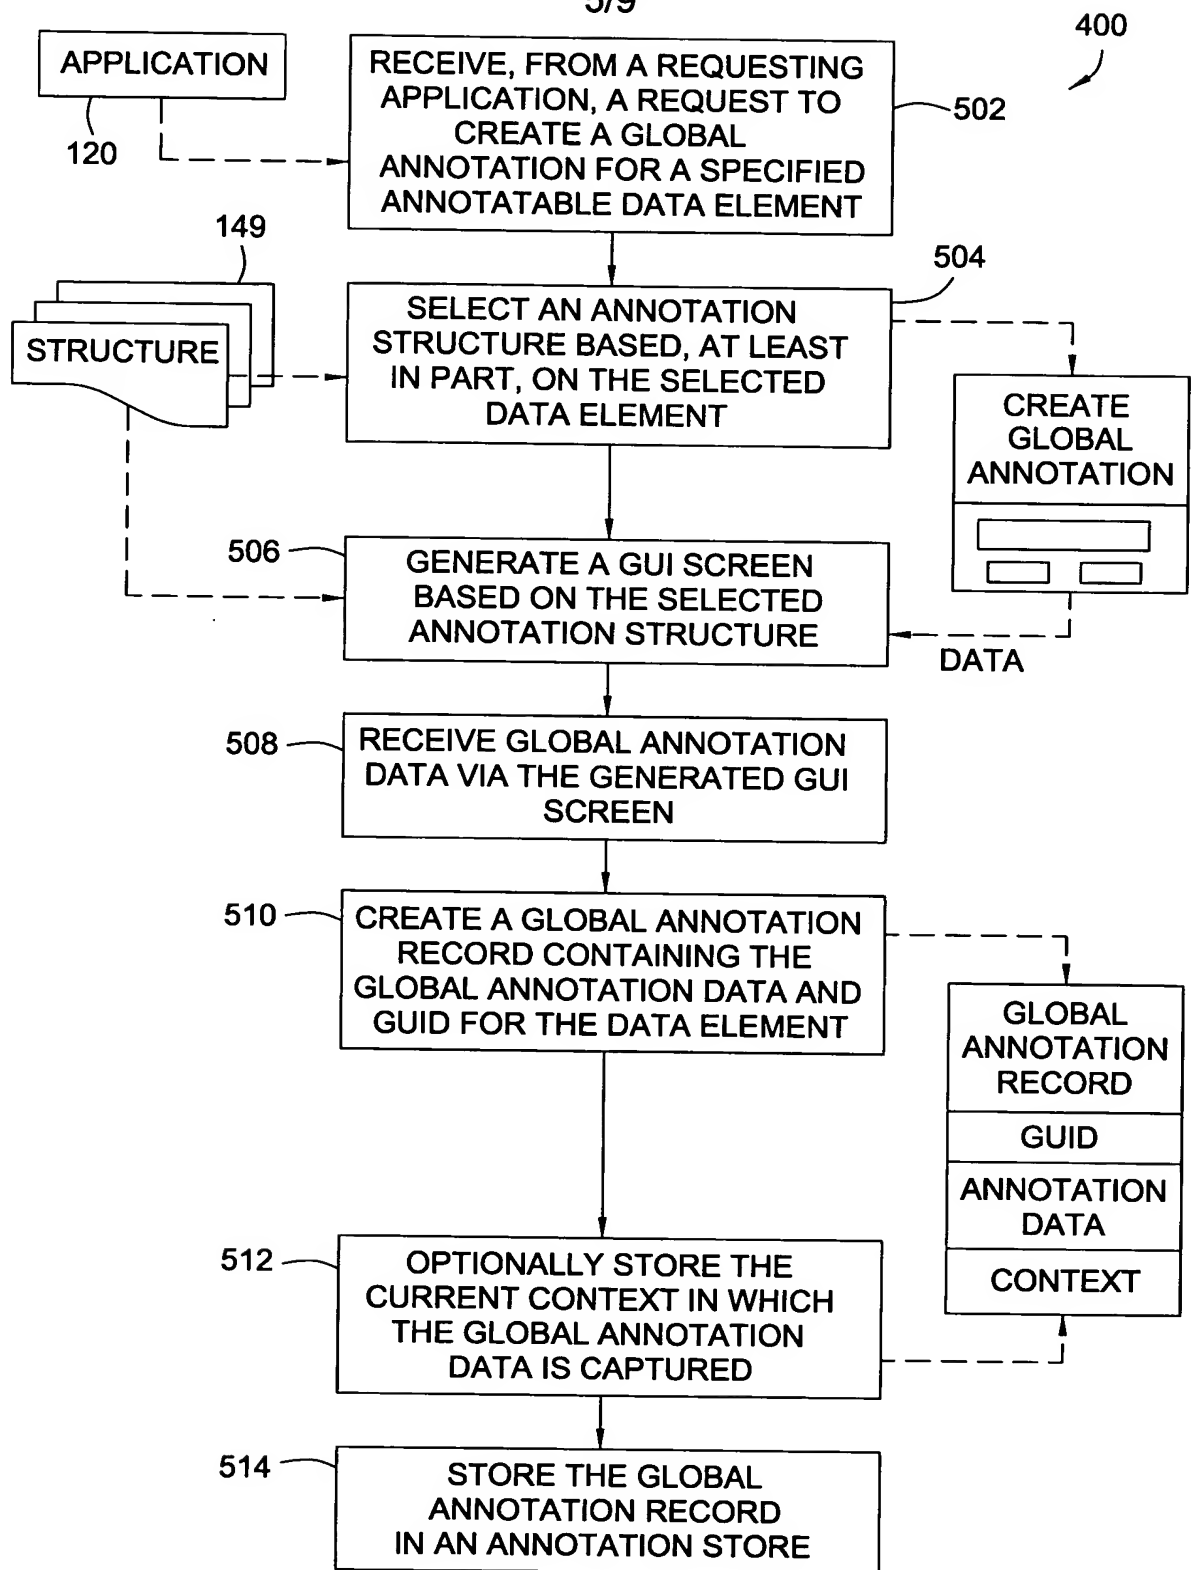 5/9
400
APPLICATION
120
RECEIVE, FROM A REQUESTING
APPLICATION, A REQUEST TO
CREATE A GLOBAL
ANNOTATION FOR A SPECIFIED
ANNOTATABLE DATA ELEMENT
502
149
STRUCTURE
SELECT AN ANNOTATION
STRUCTURE BASED, AT LEAST
IN PART, ON THE SELECTED
DATA ELEMENT
504
CREATE
GLOBAL
ANNOTATION
506
GENERATE A GUI SCREEN
BASED ON THE SELECTED
ANNOTATION STRUCTURE
DATA
508
RECEIVE GLOBAL ANNOTATION
DATA VIA THE GENERATED GUI
SCREEN
510
CREATE A GLOBAL ANNOTATION
RECORD CONTAINING THE
GLOBAL ANNOTATION DATA AND
GUID FOR THE DATA ELEMENT
GLOBAL
ANNOTATION
RECORD
GUID
ANNOTATION
DATA
CONTEXT
512
OPTIONALLY STORE THE
CURRENT CONTEXT IN WHICH
THE GLOBAL ANNOTATION
DATA IS CAPTURED
514
STORE THE GLOBAL
ANNOTATION RECORD
IN AN ANNOTATION STORE